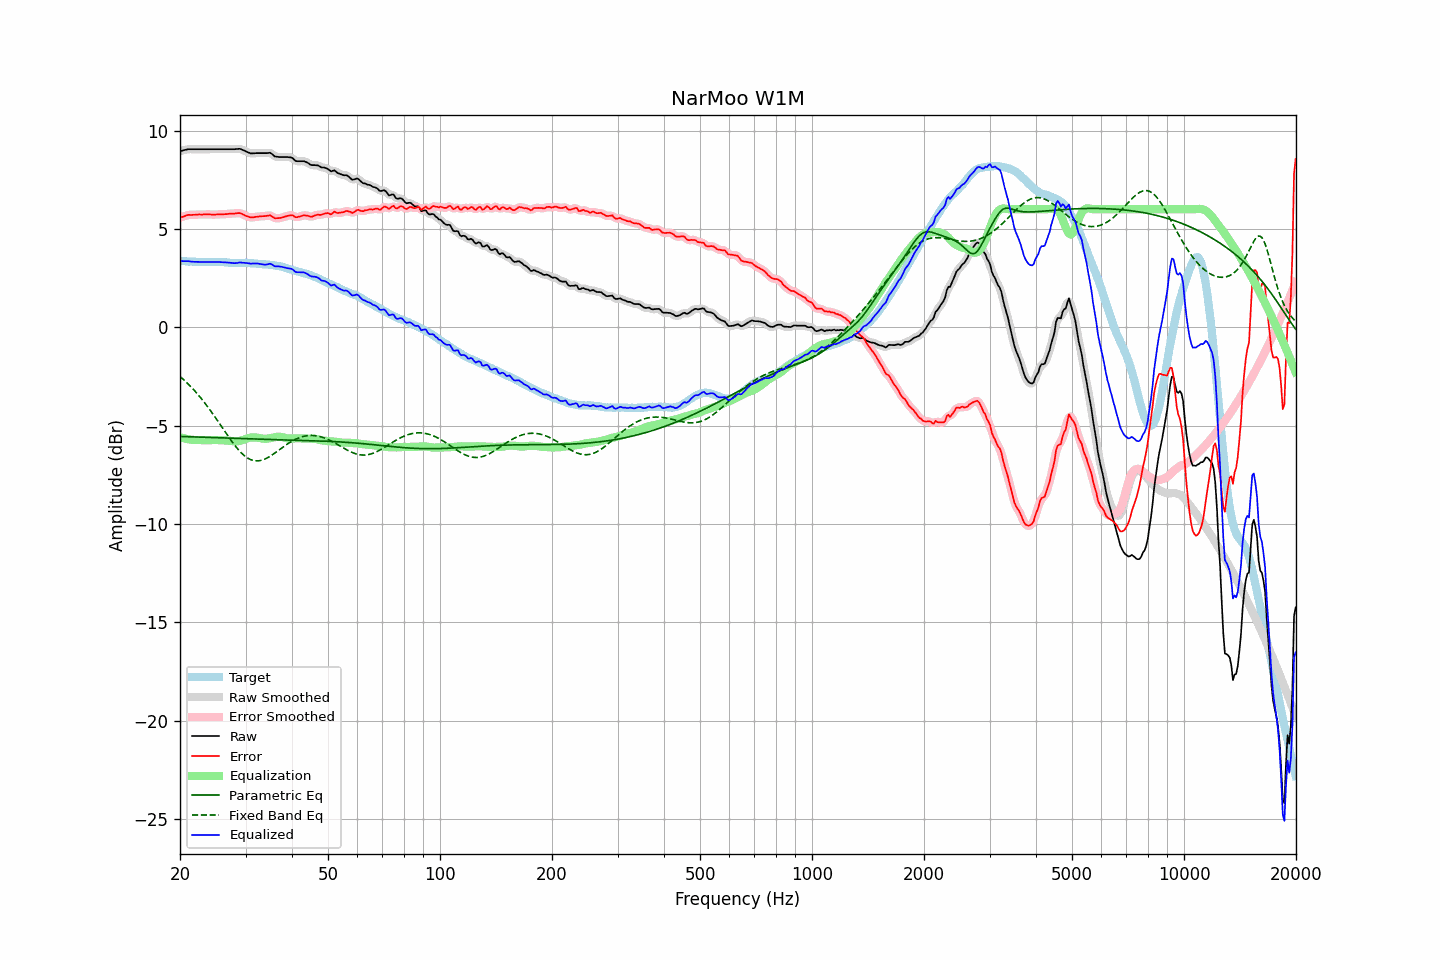 NarMoo W1M
10
5
0
−5
−10
−15
−20
−25
Amplitude (dBr)
Target
Raw Smoothed
Error Smoothed
Raw
Error
Equalization
Parametric Eq
Fixed Band Eq
Equalized
20 50 100 200 500 1000 2000 5000 10000 20000
Frequency (Hz)